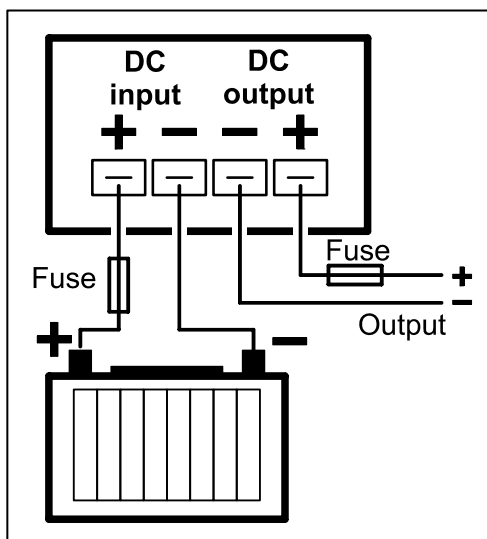 DC DC
input output
+ − − +
Fuse
Fuse
+
−
Output
+ −